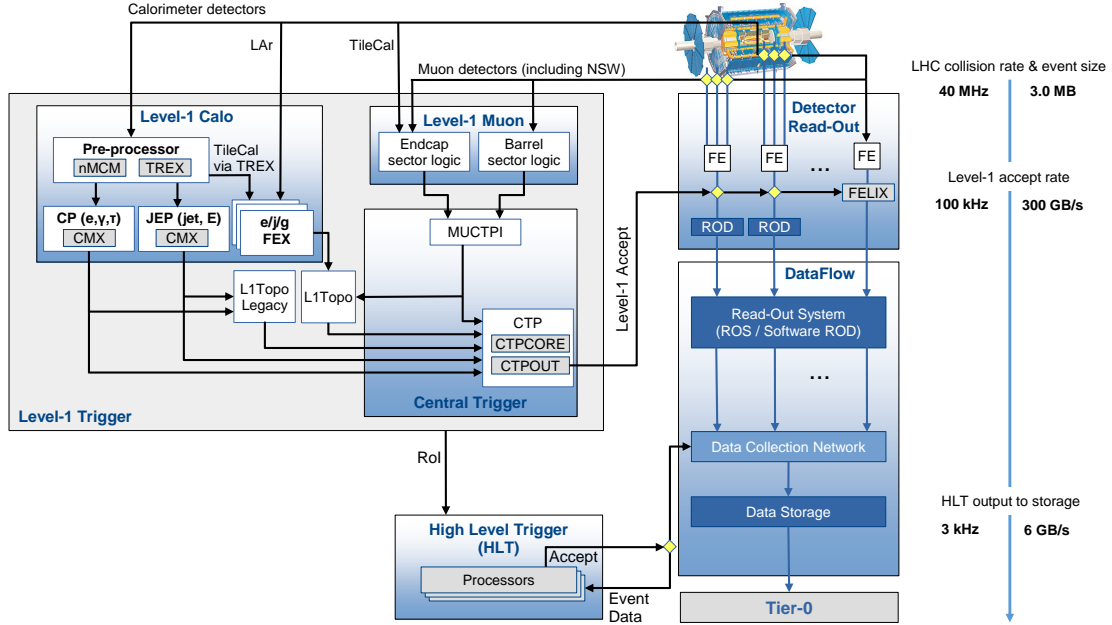 Calorimeter detectors
LAr
TileCal
Muon detectors (including NSW)
LHC collision rate & event size
40 MHz
3.0 MB
Level-1 accept rate
100 kHz
300 GB/s
HLT output to storage
3 kHz
6 GB/s
Level-1 Calo
Pre-processor
nMCM
TREX
TileCal
via TREX
CP (e,γ,τ)
CMX
JEP (jet, E)
CMX
e/j/g
FEX
Level-1 Muon
Endcap
sector logic
Barrel
sector logic
MUCTPI
L1Topo
Legacy
L1Topo
CTP
CTPCORE
CTPOUT
Central Trigger
Level-1 Trigger
Level-1 Accept
Detector
Read-Out
FE
FE
FE
...
FELIX
ROD
ROD
DataFlow
Read-Out System
(ROS / Software ROD)
...
Data Collection Network
Data Storage
Tier-0
RoI
High Level Trigger
(HLT)
Accept
Processors
Event
Data